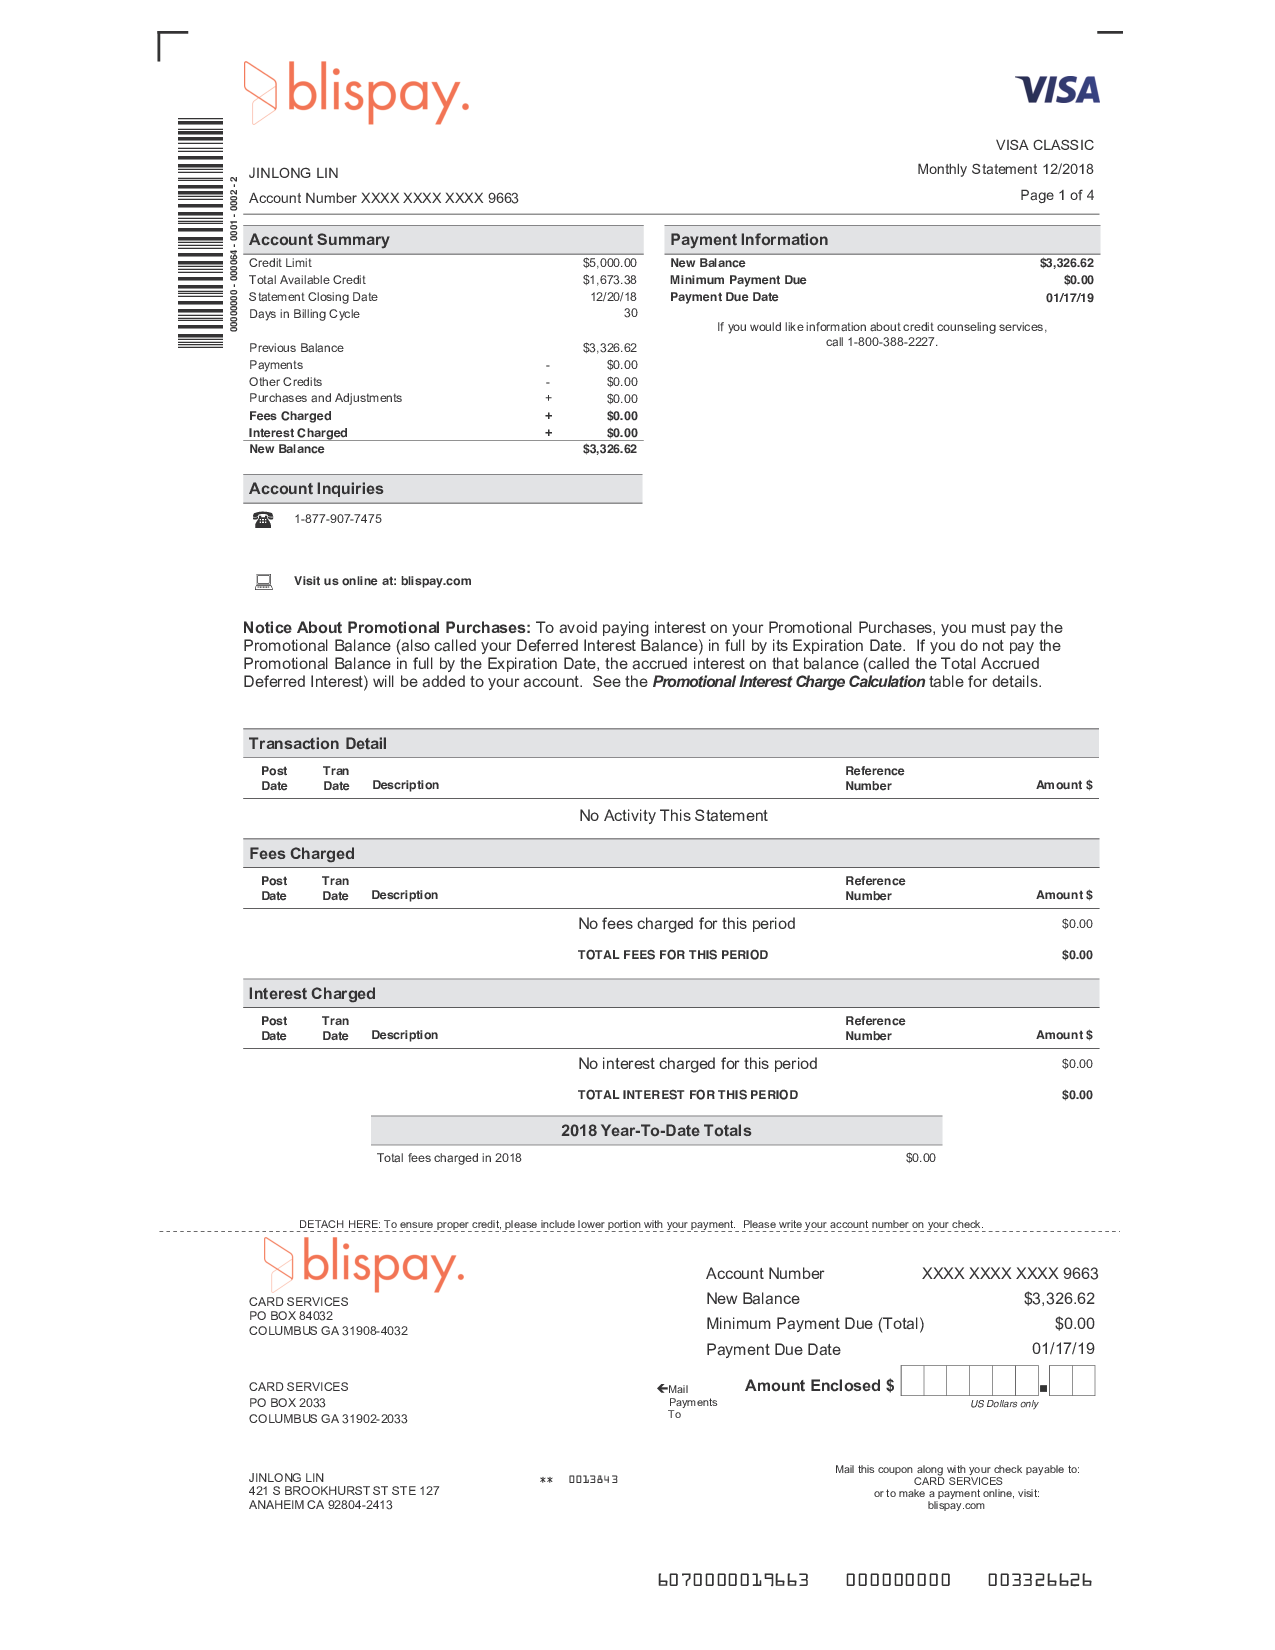 blispay.
VISA
VISA CLASSIC
Monthly Statement 12/2018
Page 1 of 4
JINLONG LIN
Account Number XXXX XXXX XXXX 9663
00000000 - 000064 - 0001 - 0002 - 2
Account Summary
Credit Limit $5,000.00
Total Available Credit $1,673.38
Statement Closing Date 12/20/18
Days in Billing Cycle 30
Previous Balance $3,326.62
Payments - $0.00
Other Credits - $0.00
Purchases and Adjustments + $0.00
Fees Charged + $0.00
Interest Charged + $0.00
New Balance $3,326.62
Payment Information
New Balance $3,326.62
Minimum Payment Due $0.00
Payment Due Date 01/17/19
If you would like information about credit counseling services,
call 1-800-388-2227.
Account Inquiries
1-877-907-7475
Visit us online at: blispay.com
Notice About Promotional Purchases: To avoid paying interest on your Promotional Purchases, you must pay the
Promotional Balance (also called your Deferred Interest Balance) in full by its Expiration Date. If you do not pay the
Promotional Balance in full by the Expiration Date, the accrued interest on that balance (called the Total Accrued
Deferred Interest) will be added to your account. See the Promotional Interest Charge Calculation table for details.
Transaction Detail
Post Tran Reference
Date Date Description Number Amount $
No Activity This Statement
Fees Charged
Post Tran Reference
Date Date Description Number Amount $
No fees charged for this period $0.00
TOTAL FEES FOR THIS PERIOD $0.00
Interest Charged
Post Tran Reference
Date Date Description Number Amount $
No interest charged for this period $0.00
TOTAL INTEREST FOR THIS PERIOD $0.00
2018 Year-To-Date Totals
Total fees charged in 2018 $0.00
DETACH HERE: To ensure proper credit, please include lower portion with your payment. Please write your account number on your check.
blispay.
CARD SERVICES
PO BOX 84032
COLUMBUS GA 31908-4032
Account Number XXXX XXXX XXXX 9663
New Balance $3,326.62
Minimum Payment Due (Total) $0.00
Payment Due Date 01/17/19
Amount Enclosed $ .
US Dollars only
CARD SERVICES
PO BOX 2033
COLUMBUS GA 31902-2033
Mail
Payments
To
JINLONG LIN
421 S BROOKHURST ST STE 127
ANAHEIM CA 92804-2413
** 0013843
Mail this coupon along with your check payable to:
CARD SERVICES
or to make a payment online, visit:
blispay.com
6070000019663 000000000 003326626